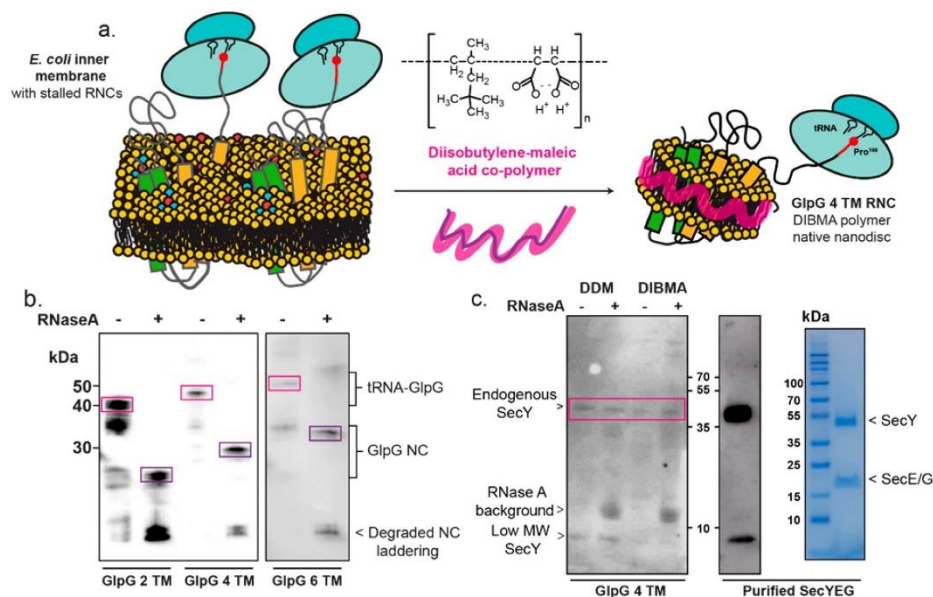 a.
E. coli inner
membrane
with stalled RNCs
CH₃
H H
C C C
CH₂ CH₂
H₃C CH₃
CH₃
O O
O O
H⁺ H⁺
n
Diisobutylene-maleic
acid co-polymer
tRNA
GlpG 4 TM RNC
DIBMA polymer
native nanodisc
b.
RNaseA - + - + - +
kDa
50
40
30
tRNA-GlpG
GlpG NC
< Degraded NC
laddering
GlpG 2 TM GlpG 4 TM GlpG 6 TM
c.
DDM DIBMA
RNaseA - + - +
Endogenous >
SecY
RNase A >
background
Low MW >
SecY
70
55
35
10
GlpG 4 TM
kDa
100
70
55
35
25
15
10
< SecY
< SecE/G
Purified SecYEG